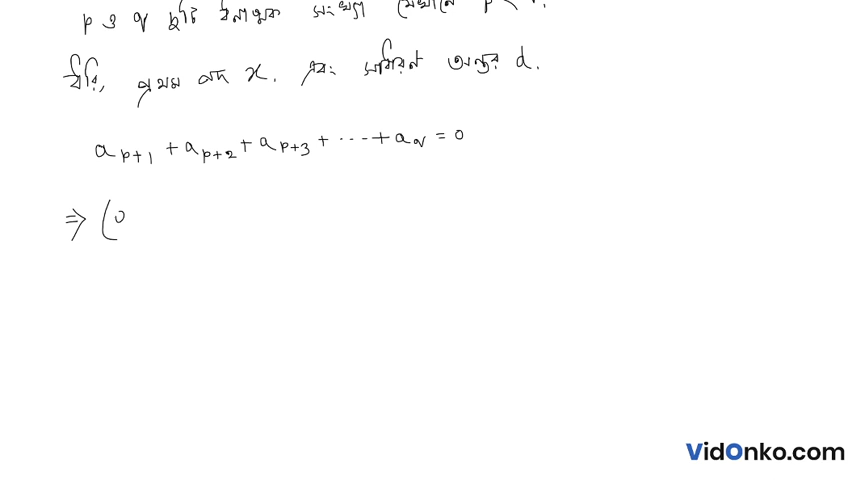 p ও q দুটি ধনাত্মক সংখ্যা যেখানে p <
ধরি, প্রথম পদ x. এবং সাধারণ অন্তর d.
a_{p+1} + a_{p+2} + a_{p+3} + ... + a_q = 0
⇒ (0
VidOnko.com